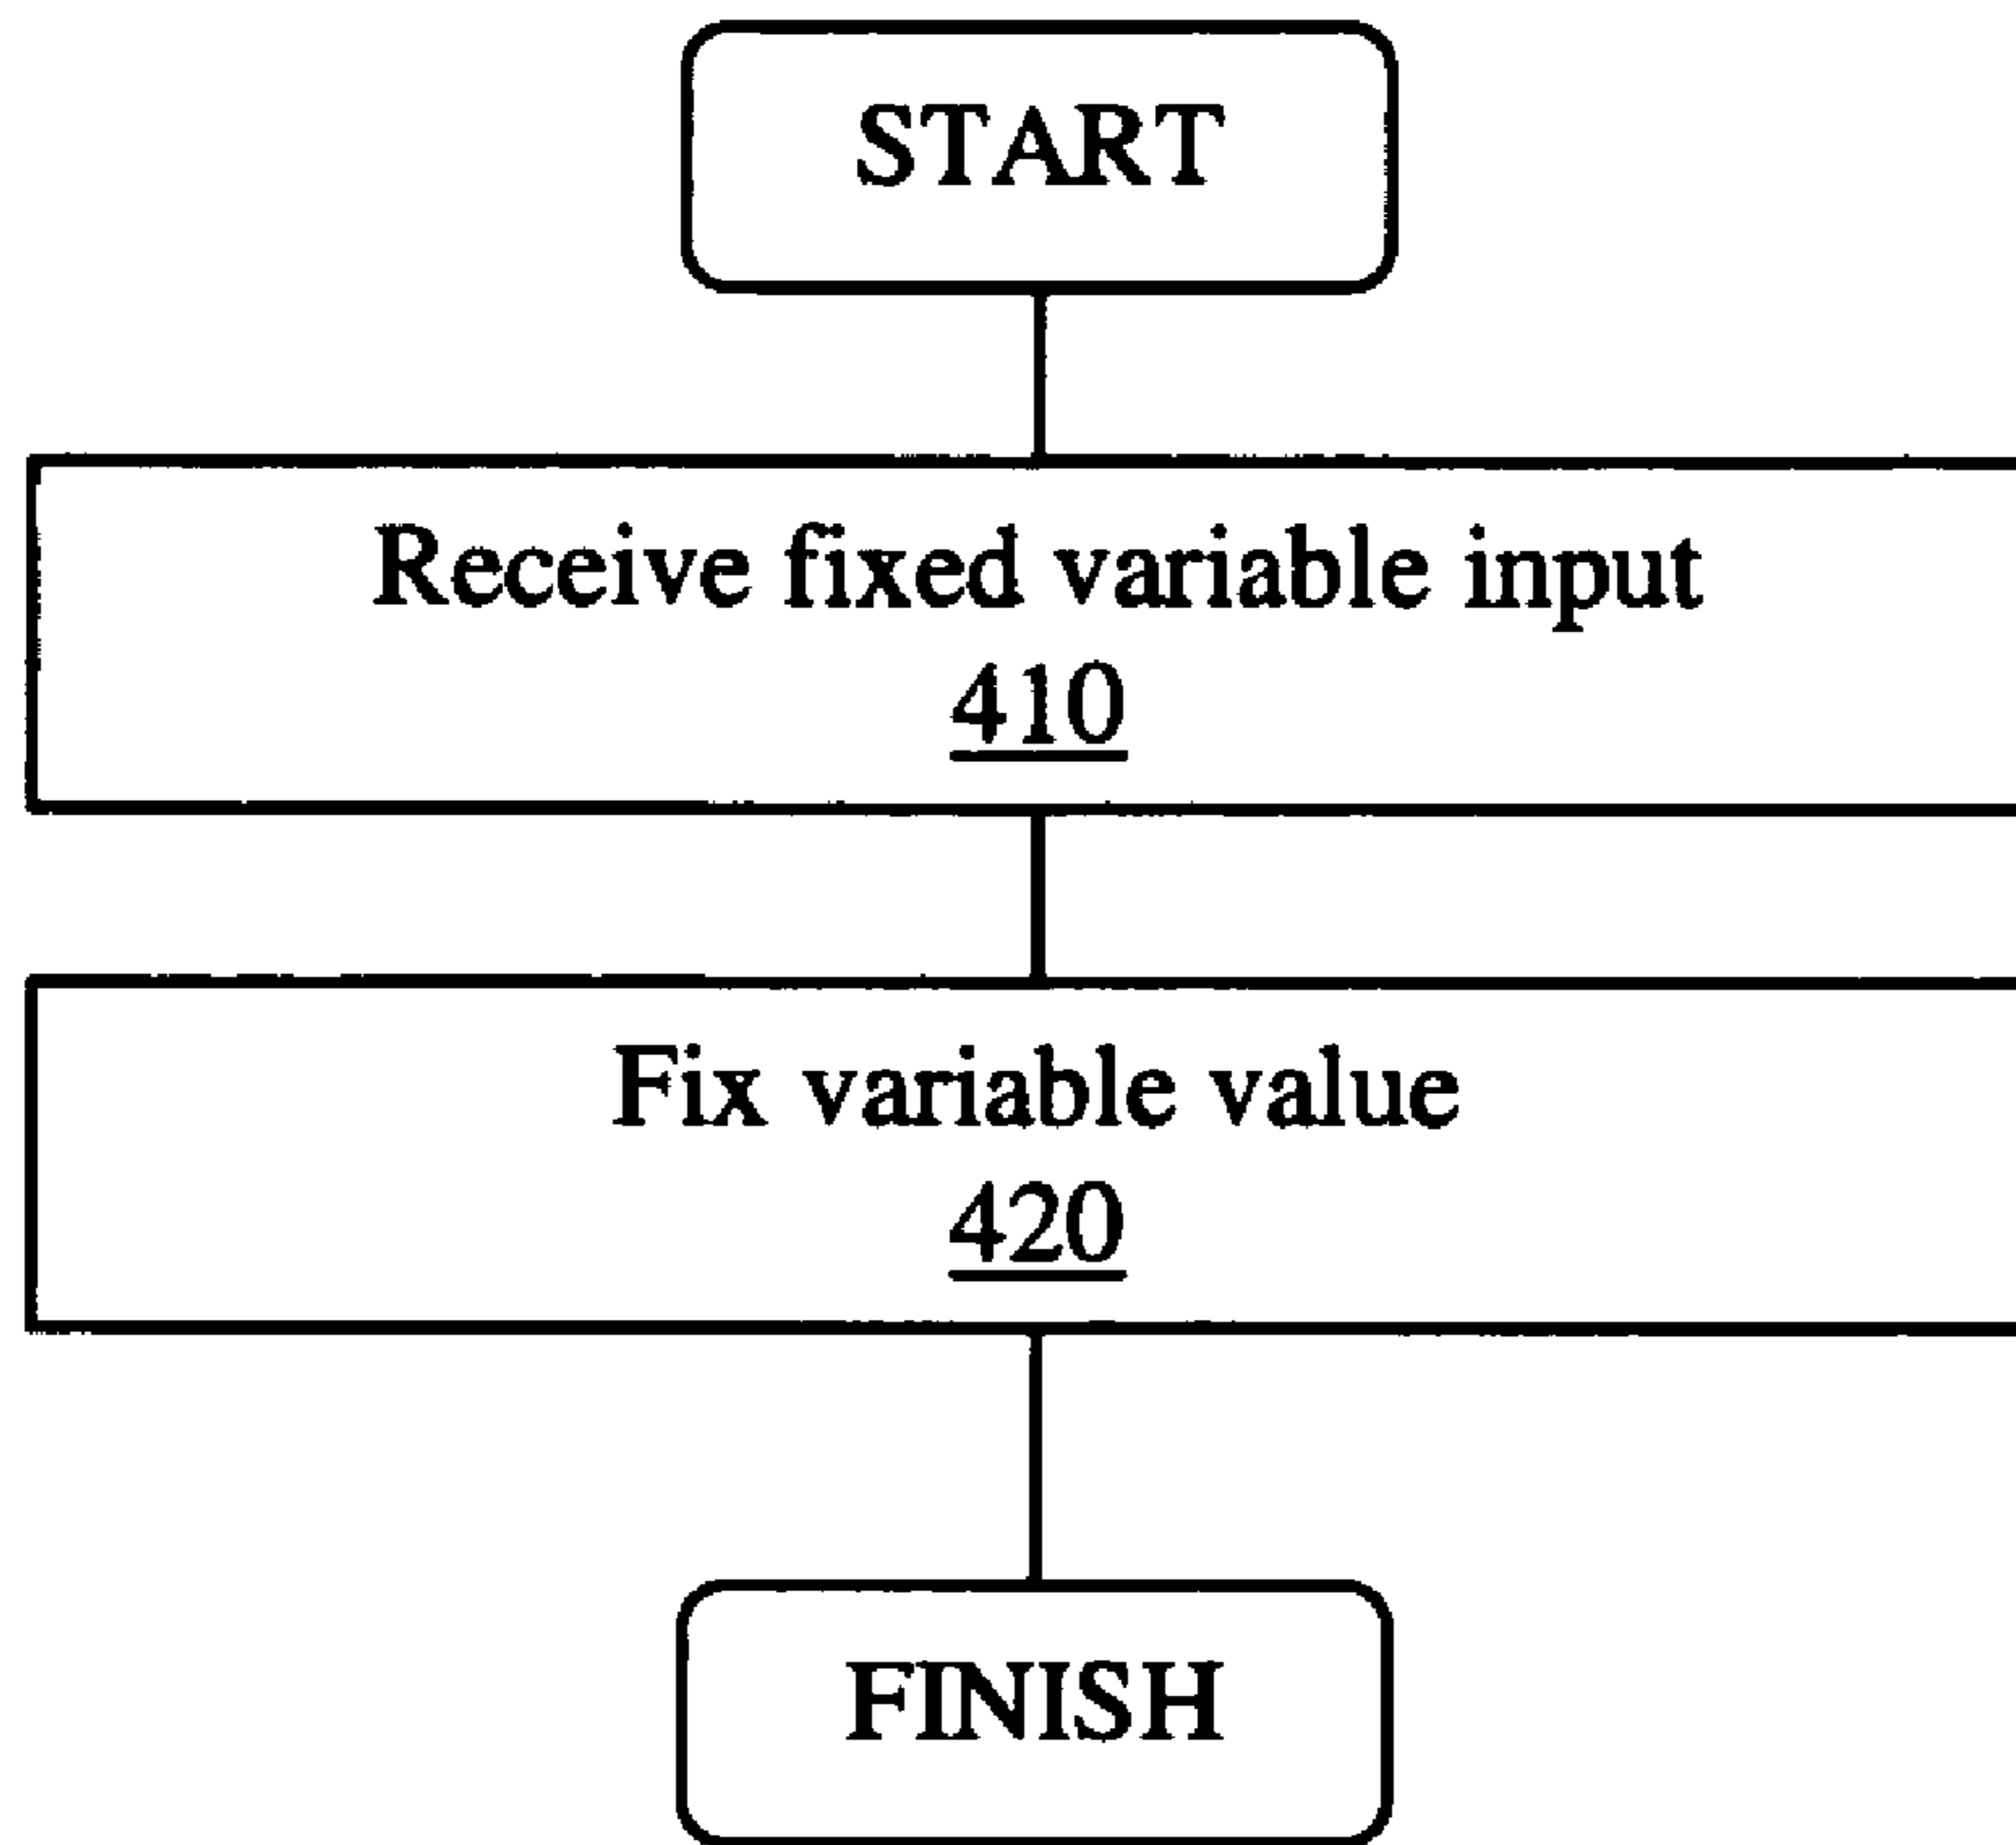 START
Receive fixed variable input
410
Fix variable value
420
FINISH